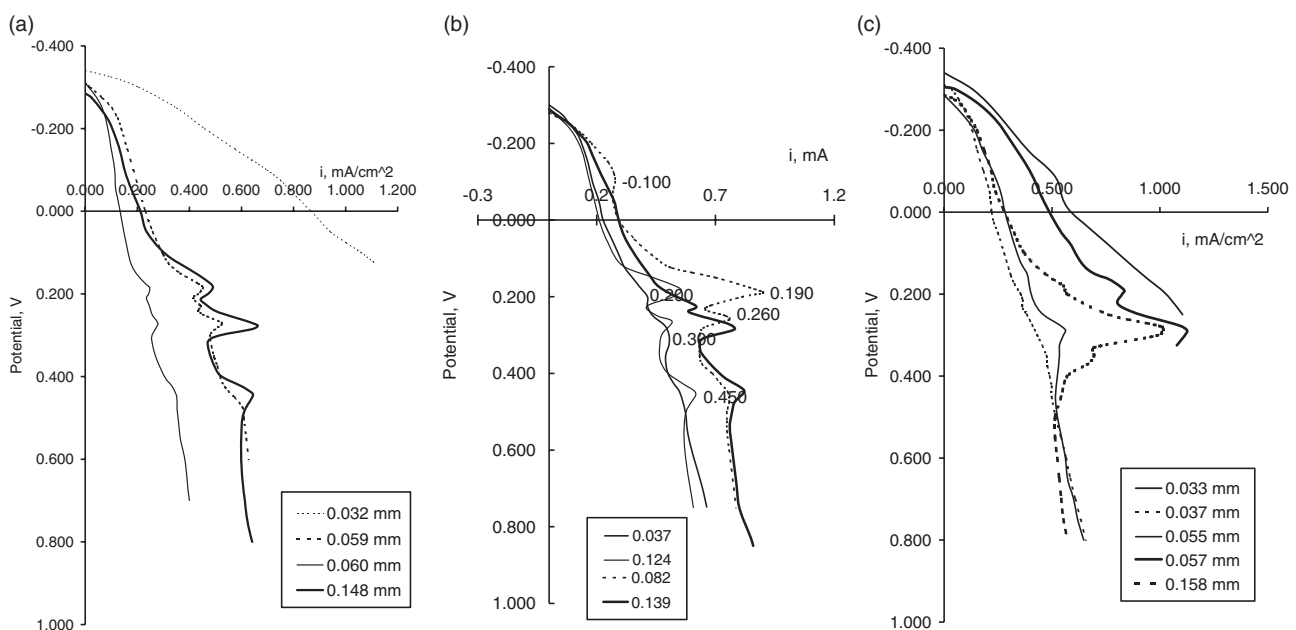 (a)
-0.400
-0.200
i, mA/cm^2
0.000 0.200 0.400 0.600 0.800 1.000 1.200
0.000
0.200
0.400
0.600
0.800
1.000
Potential, V
0.032 mm
0.059 mm
0.060 mm
0.148 mm
(b)
-0.400
-0.200
i, mA
-0.100
-0.3 0.2 0.7 1.2
0.000
0.200
0.400
0.600
0.800
1.000
Potential, V
0.200
0.190
0.260
0.300
0.450
0.037
0.124
0.082
0.139
(c)
-0.400
-0.200
0.000 0.500 1.000 1.500
0.000
i, mA/cm^2
0.200
0.400
0.600
0.800
1.000
Potential, V
0.033 mm
0.037 mm
0.055 mm
0.057 mm
0.158 mm